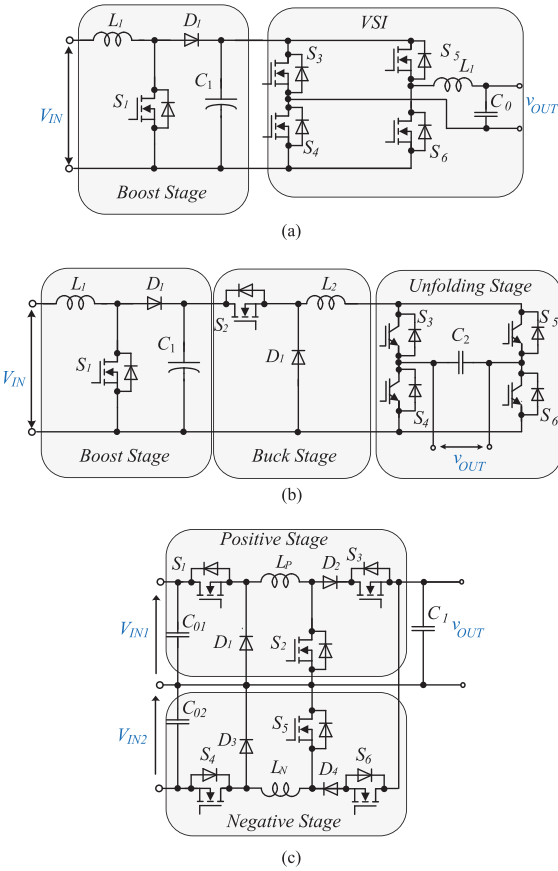 L1 D1 VSI
S3 S5
VIN S1 C1 L1
C0 vOUT
S4 S6
Boost Stage
(a)
L1 D1 S2 L2 Unfolding Stage
S3 S5
C1 C2
VIN S1 D1
S4 S6
Boost Stage Buck Stage vOUT
(b)
Positive Stage
S1 LP D2 S3
VIN1 C01 D1 S2 C1 vOUT
VIN2 C02 S5
S4 D3 LN D4 S6
Negative Stage
(c)